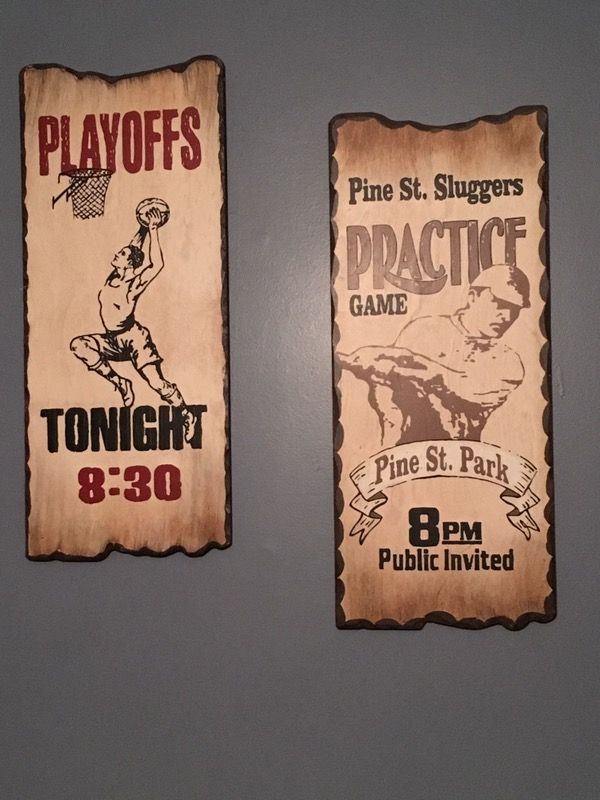 PLAYOFFS
TONIGHT
8:30
Pine St. Sluggers
PRACTICE
GAME
Pine St. Park
8PM
Public Invited